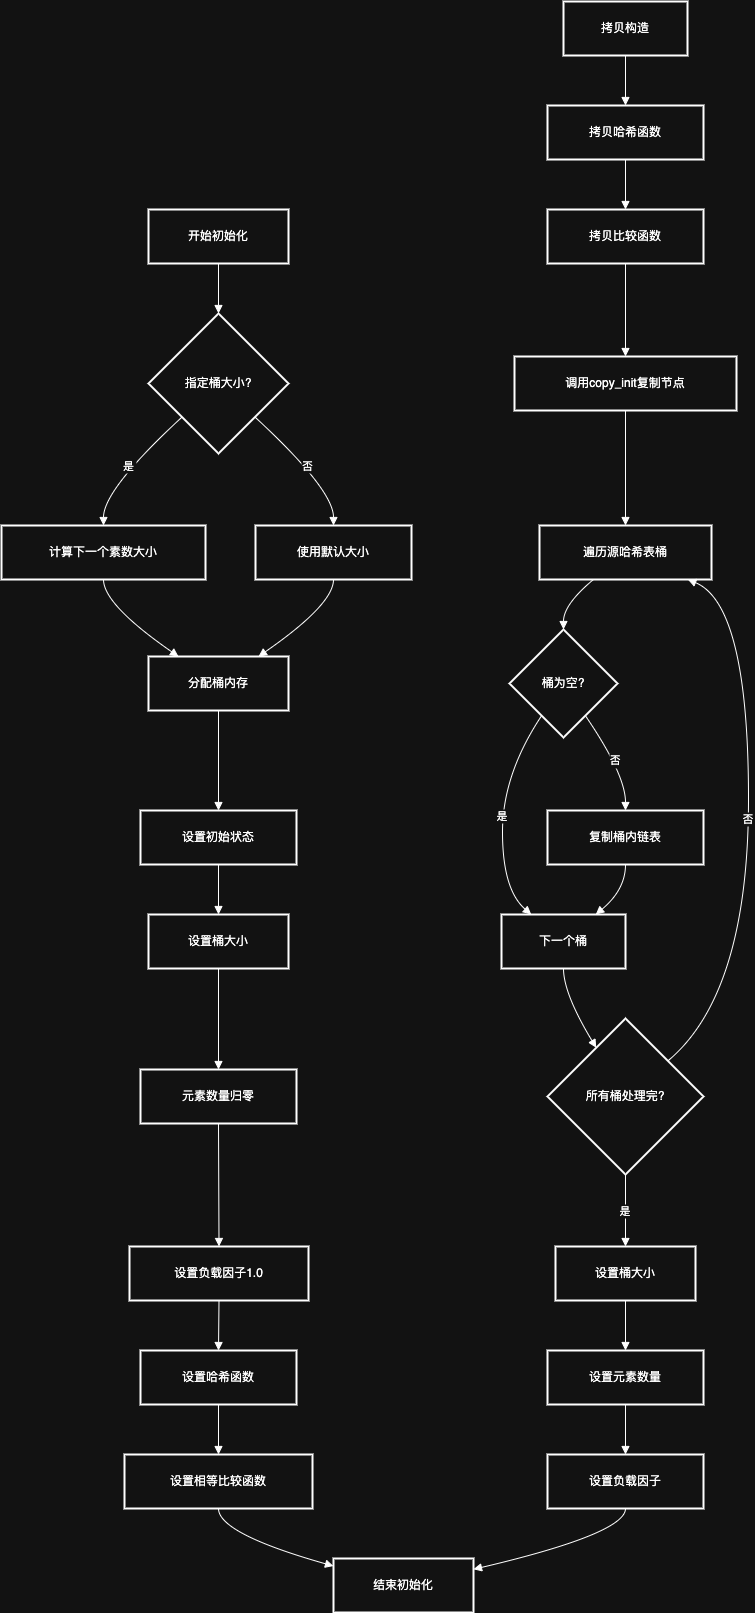 拷贝构造
拷贝哈希函数
开始初始化
拷贝比较函数
指定桶大小?
调用copy_init复制节点
是
否
计算下一个素数大小
使用默认大小
遍历源哈希表桶
分配桶内存
桶为空?
否
是
否
设置初始状态
复制桶内链表
设置桶大小
下一个桶
元素数量归零
所有桶处理完?
是
设置负载因子1.0
设置桶大小
设置哈希函数
设置元素数量
设置相等比较函数
设置负载因子
结束初始化